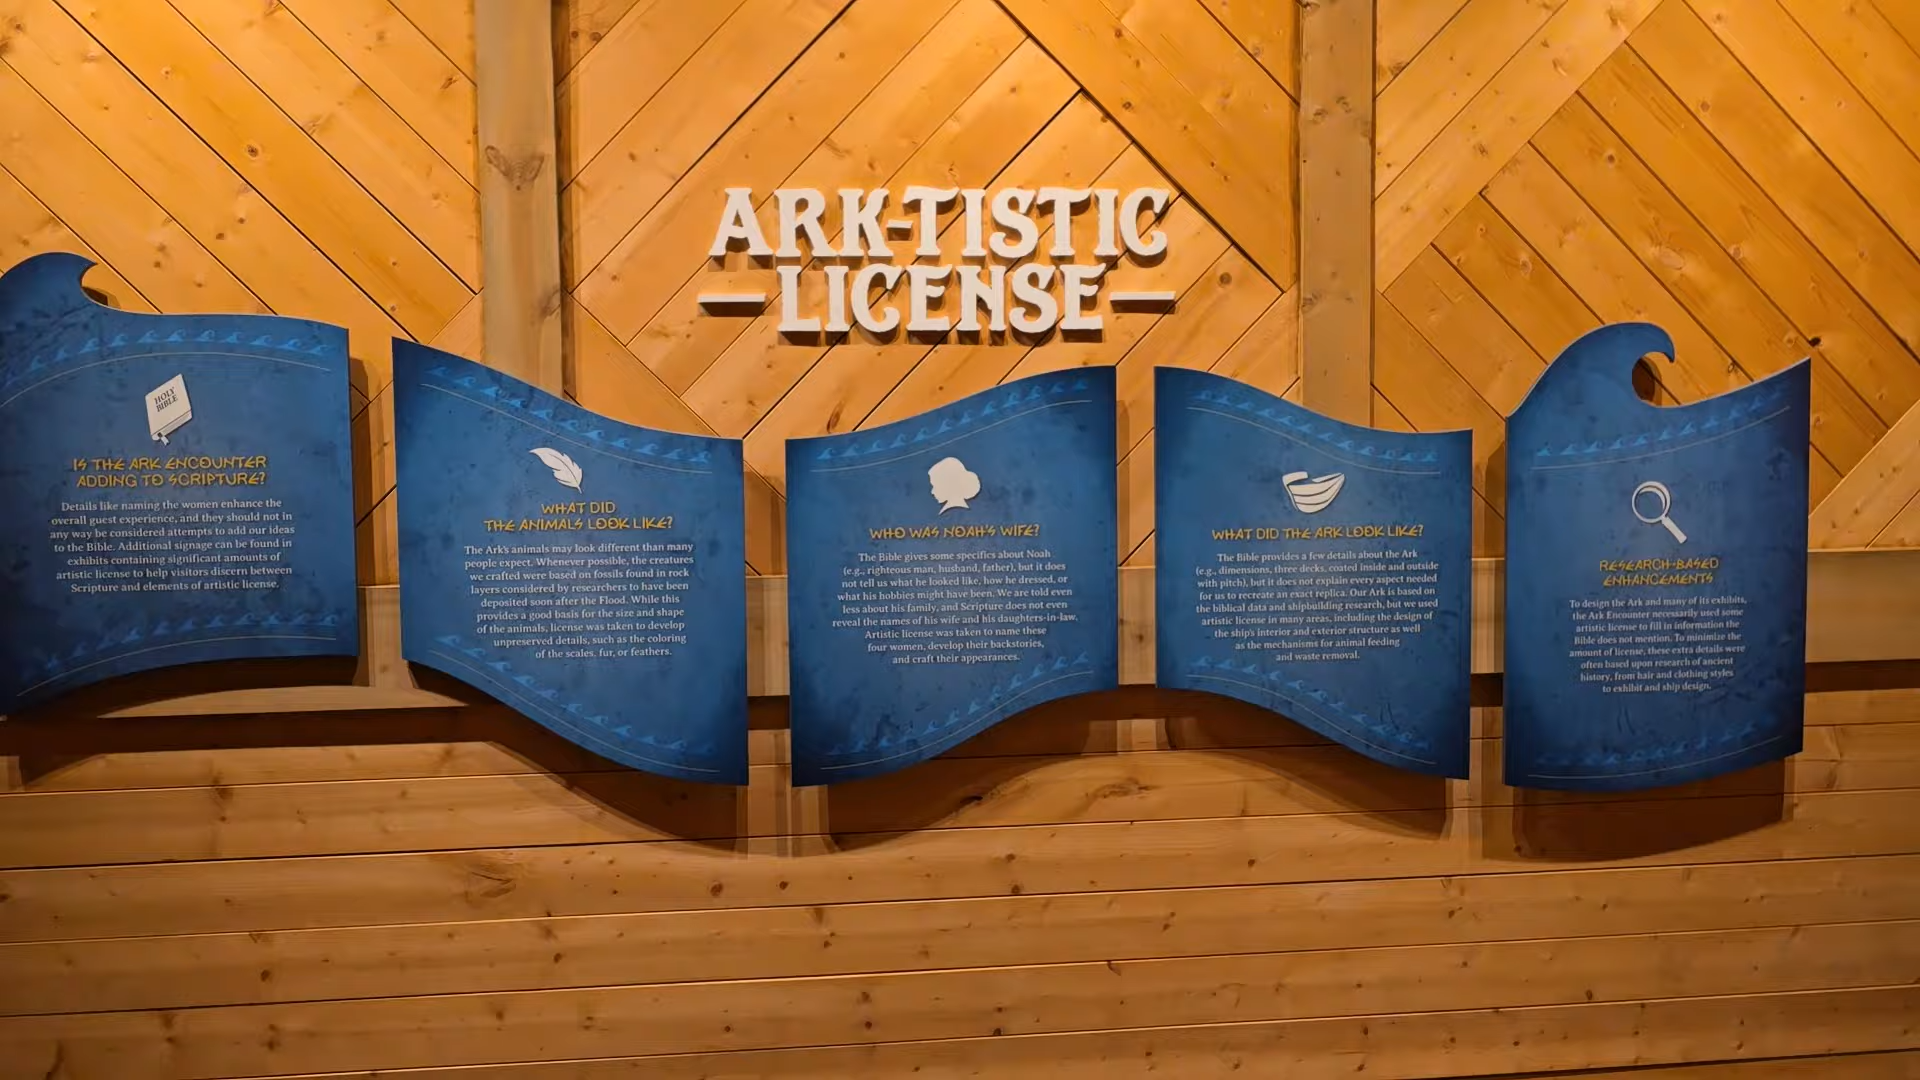 ARK-TISTIC
LICENSE
HOLY
BIBLE
IS THE ARK ENCOUNTER
ADDING TO SCRIPTURE?
Details like naming the women enhance the
overall guest experience, and they should not in
any way be considered attempts to add our ideas
to the Bible. Additional signage can be found in
exhibits containing significant amounts of
artistic license to help visitors discern between
Scripture and elements of artistic license.
WHAT DID
THE ANIMALS LOOK LIKE?
The Ark's animals may look different than many
people expect. Whenever possible, the creatures
we crafted were based on fossils found in rock
layers considered by researchers to have been
deposited soon after the Flood. While this
provides a good basis for the size and shape
of the animals, license was taken to develop
unpreserved details, such as the coloring
of the scales, fur, or feathers.
WHO WAS NOAH'S WIFE?
The Bible gives some specifics about Noah
(e.g., righteous man, husband, father), but it does
not tell us what he looked like, how he dressed, or
what his hobbies might have been. We are told even
less about his family, and Scripture does not even
reveal the names of his wife and his daughters-in-law.
Artistic license was taken to name these
four women, develop their backstories,
and craft their appearances.
WHAT DID THE ARK LOOK LIKE?
The Bible provides a few details about the Ark
(e.g., dimensions, three decks, coated inside and outside
with pitch), but it does not explain every aspect needed
for us to recreate an exact replica. Our Ark is based on
the biblical data and shipbuilding research, but we used
artistic license in many areas, including the design of
the ship's interior and exterior structure as well
as the mechanisms for animal feeding
and waste removal.
RESEARCH-BASED
ENHANCEMENTS
To design the Ark and many of its exhibits,
the Ark Encounter necessarily used some
artistic license to fill in information the
Bible does not mention. To minimize the
amount of license, these extra details were
often based upon research of ancient
history, from hair and clothing styles
to exhibit and ship design.